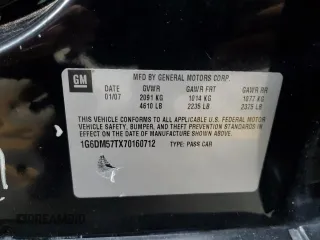 GM
MFD BY GENERAL MOTORS CORP.
DATE GVWR GAWR FRT GAWR RR
01/07 2091 KG 1014 KG 1077 KG
4610 LB 2235 LB 2375 LB
THIS VEHICLE CONFORMS TO ALL APPLICABLE U.S. FEDERAL MOTOR
VEHICLE SAFETY, BUMPER, AND THEFT PREVENTION STANDARDS IN
EFFECT ON THE DATE OF MANUFACTURE SHOWN ABOVE.
1G6DM57TX70160712 TYPE: PASS CAR